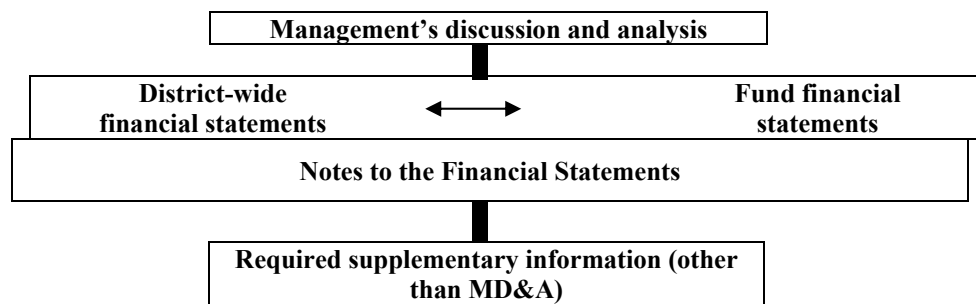 Management’s discussion and analysis
District-wide
financial statements
Fund financial
statements
Notes to the Financial Statements
Required supplementary information (other
than MD&A)